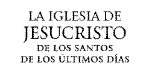 LA IGLESIA DE
JESUCRISTO
DE LOS SANTOS
DE LOS ÚLTIMOS DÍAS